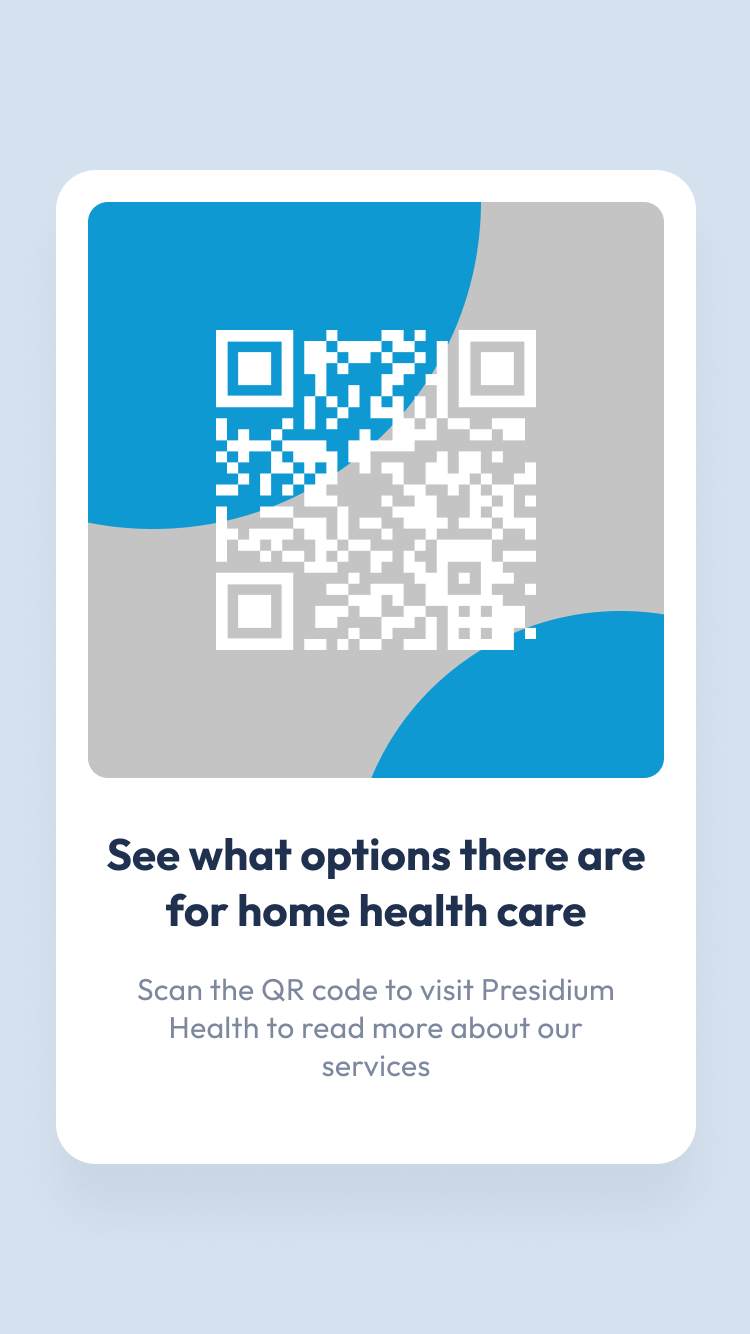 See what options there are
for home health care
Scan the QR code to visit Presidium
Health to read more about our
services